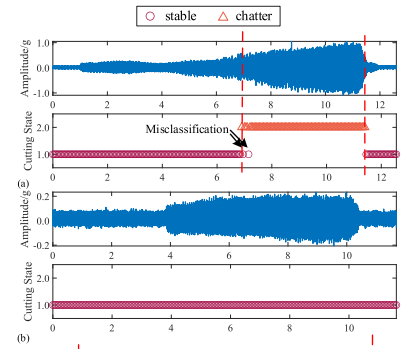 stable chatter
1.0
0.0
-1.0
Amplitude/g
0 2 4 6 8 10 12
2.0
1.0
Cutting State
Misclassification
0 2 4 6 8 10 12
(a)
0.2
0.0
-0.2
Amplitude/g
0 2 4 6 8 10
2.0
1.0
Cutting State
0 2 4 6 8 10
(b)